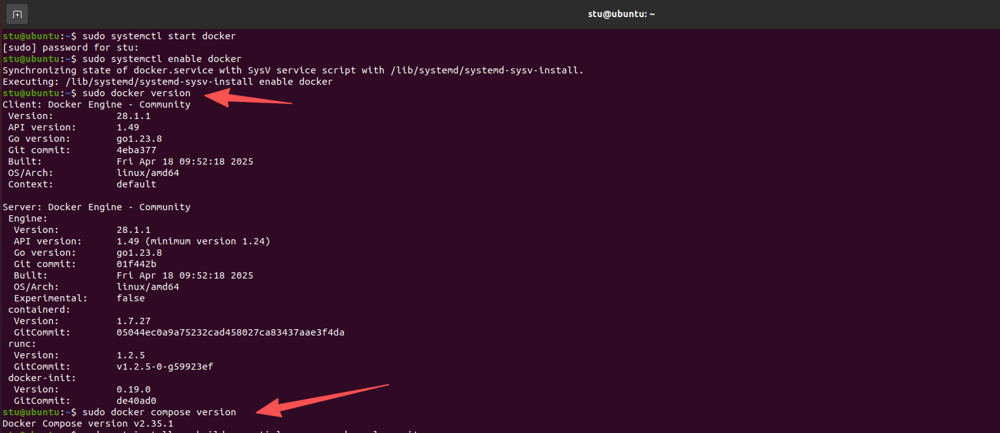 stu@ubuntu: ~
stu@ubuntu:~$ sudo systemctl start docker
[sudo] password for stu:
stu@ubuntu:~$ sudo systemctl enable docker
Synchronizing state of docker.service with SysV service script with /lib/systemd/systemd-sysv-install.
Executing: /lib/systemd/systemd-sysv-install enable docker
stu@ubuntu:~$ sudo docker version
Client: Docker Engine - Community
 Version:           28.1.1
 API version:       1.49
 Go version:        go1.23.8
 Git commit:        4eba377
 Built:             Fri Apr 18 09:52:18 2025
 OS/Arch:           linux/amd64
 Context:           default

Server: Docker Engine - Community
 Engine:
  Version:          28.1.1
  API version:      1.49 (minimum version 1.24)
  Go version:       go1.23.8
  Git commit:       01f442b
  Built:            Fri Apr 18 09:52:18 2025
  OS/Arch:          linux/amd64
  Experimental:     false
 containerd:
  Version:          1.7.27
  GitCommit:        05044ec0a9a75232cad458027ca83437aae3f4da
 runc:
  Version:          1.2.5
  GitCommit:        v1.2.5-0-g59923ef
 docker-init:
  Version:          0.19.0
  GitCommit:        de40ad0
stu@ubuntu:~$ sudo docker compose version
Docker Compose version v2.35.1